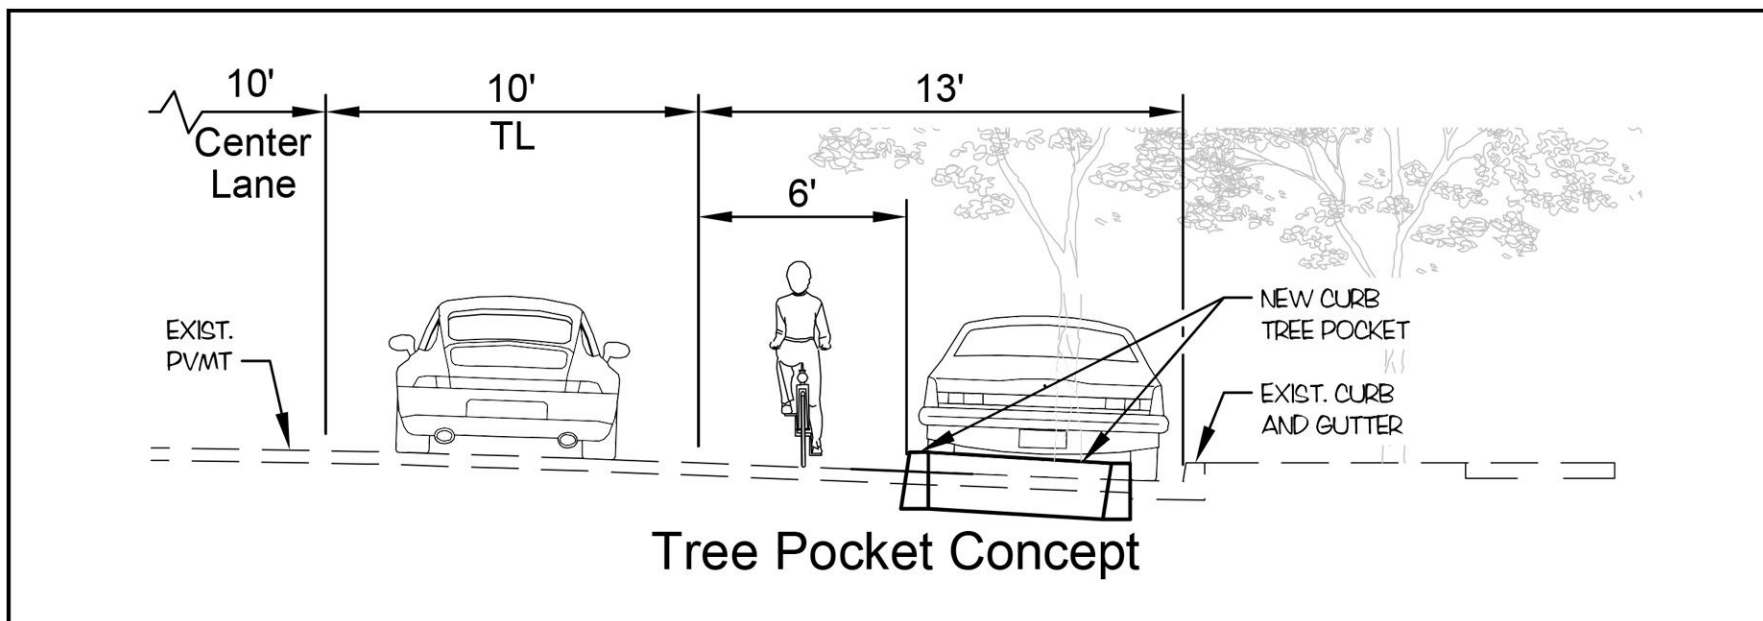 10'
10'
13'
Center
Lane
TL
6'
EXIST.
PVMT
NEW CURB
TREE POCKET
EXIST. CURB
AND GUTTER
Tree Pocket Concept